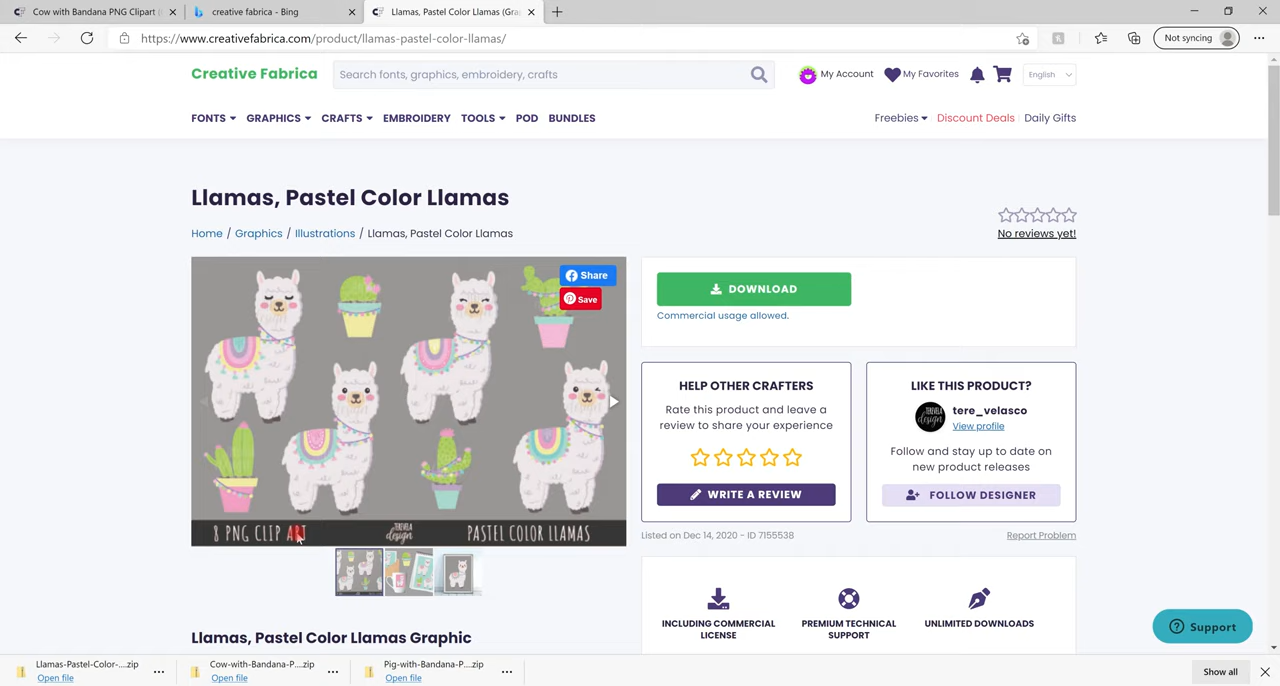 Cow with Bandana PNG Clipart (
creative fabrica - Bing
Llamas, Pastel Color Llamas (Gra
https://www.creativefabrica.com/product/llamas-pastel-color-llamas/
Not syncing
Creative Fabrica
Search fonts, graphics, embroidery, crafts
My Account
My Favorites
English
FONTS
GRAPHICS
CRAFTS
EMBROIDERY
TOOLS
POD
BUNDLES
Freebies
Discount Deals
Daily Gifts
Llamas, Pastel Color Llamas
Home / Graphics / Illustrations / Llamas, Pastel Color Llamas
No reviews yet!
Share
Save
8 PNG CLIP ART
TEREVELA
design
PASTEL COLOR LLAMAS
DOWNLOAD
Commercial usage allowed.
HELP OTHER CRAFTERS
Rate this product and leave a
review to share your experience
WRITE A REVIEW
LIKE THIS PRODUCT?
TEREVELA
design
tere_velasco
View profile
Follow and stay up to date on
new product releases
FOLLOW DESIGNER
Listed on Dec 14, 2020 - ID 7155538
Report Problem
INCLUDING COMMERCIAL
LICENSE
PREMIUM TECHNICAL
SUPPORT
UNLIMITED DOWNLOADS
Llamas, Pastel Color Llamas Graphic
Support
Llamas-Pastel-Color-....zip
Open file
Cow-with-Bandana-P....zip
Open file
Pig-with-Bandana-P....zip
Open file
Show all